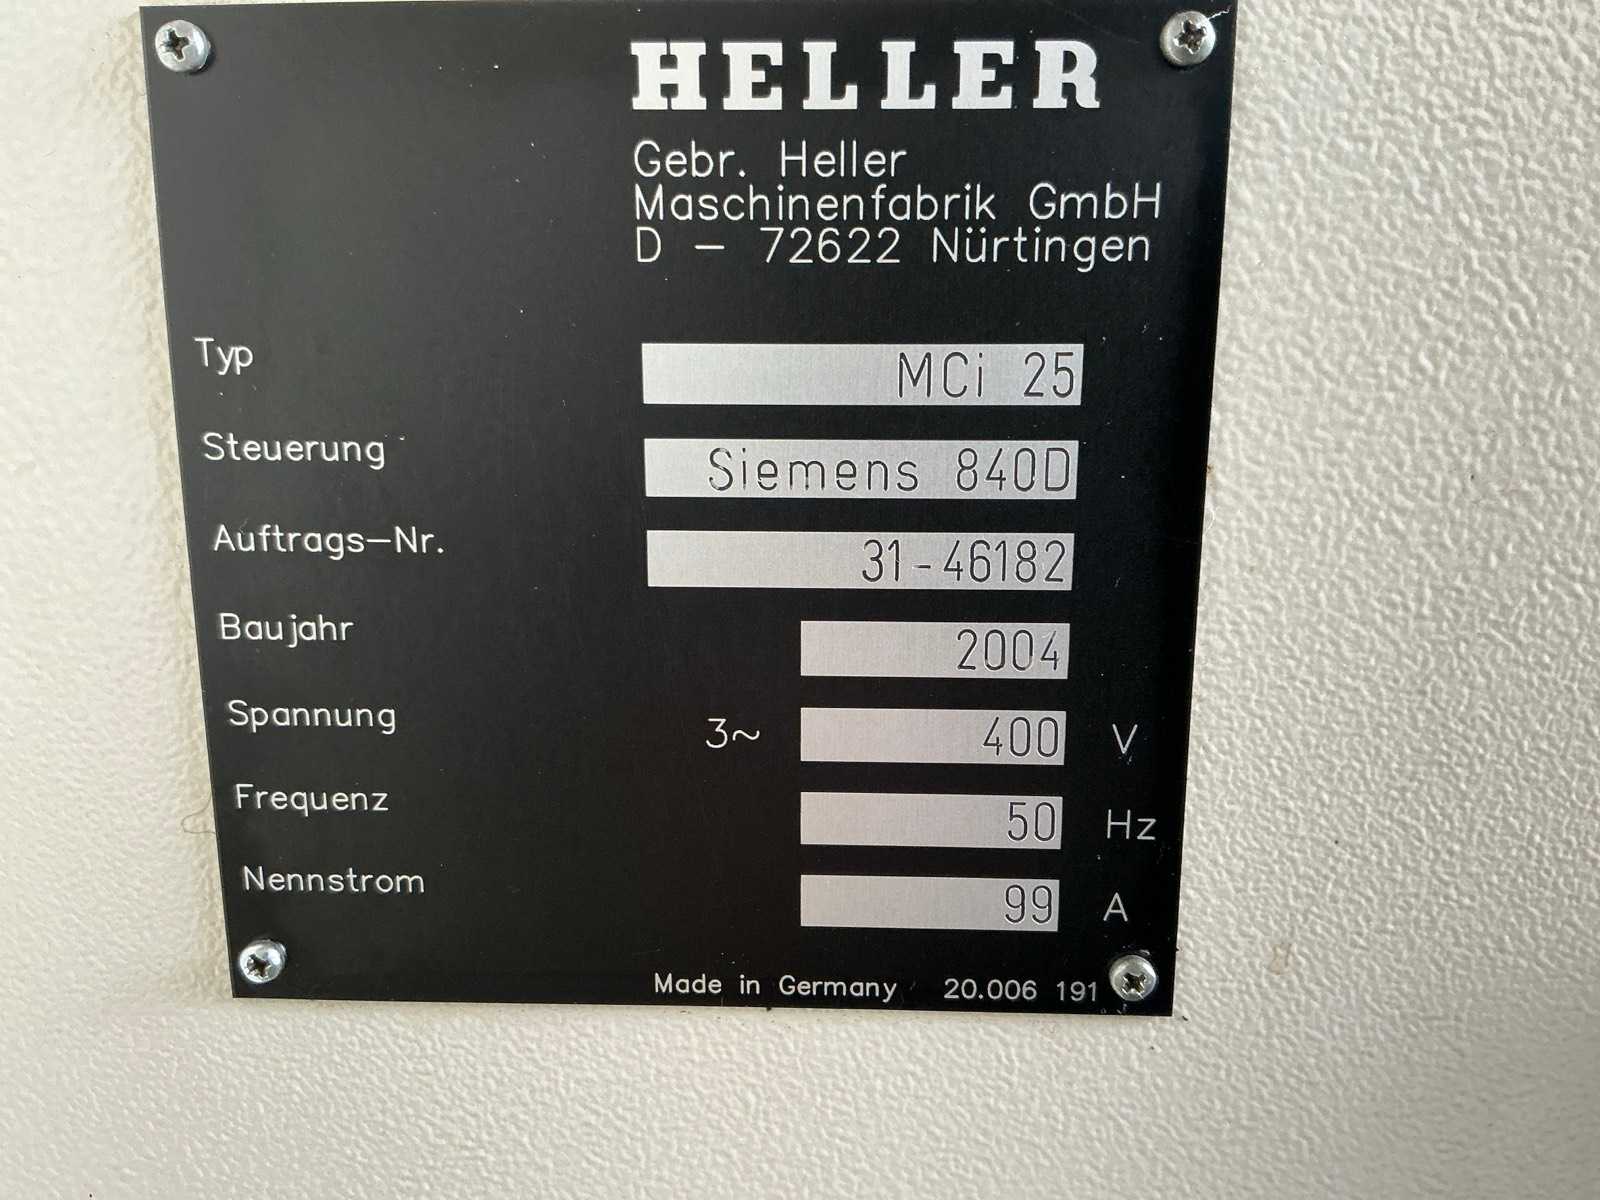 HELLER
Gebr. Heller
Maschinenfabrik GmbH
D - 72622 Nürtingen
Typ MCi 25
Steuerung Siemens 840D
Auftrags-Nr. 31-46182
Baujahr 2004
Spannung 3~ 400 V
Frequenz 50 Hz
Nennstrom 99 A
Made in Germany 20.006 191